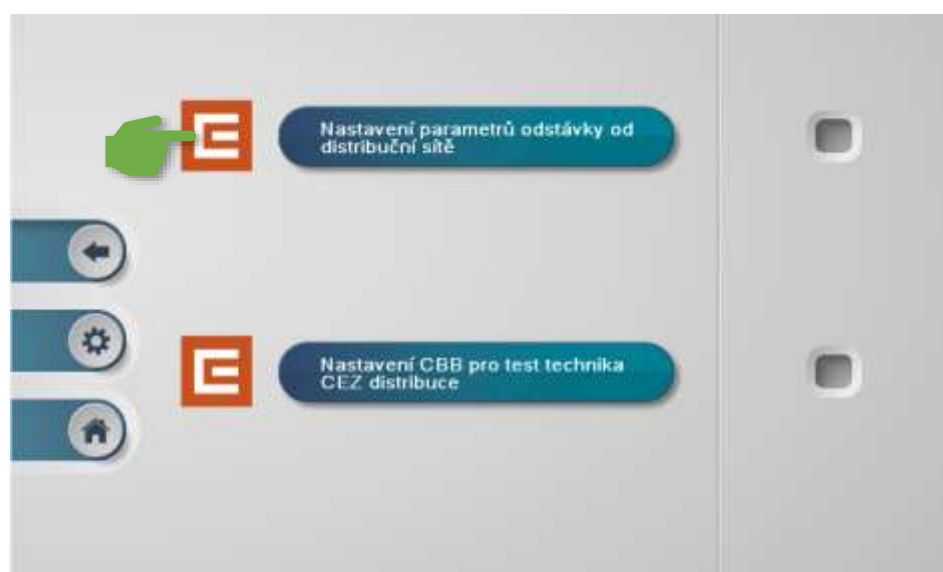 Nastavení parametrů odstávky od
distribuční sítě
Nastavení CBB pro test technika
CEZ distribuce